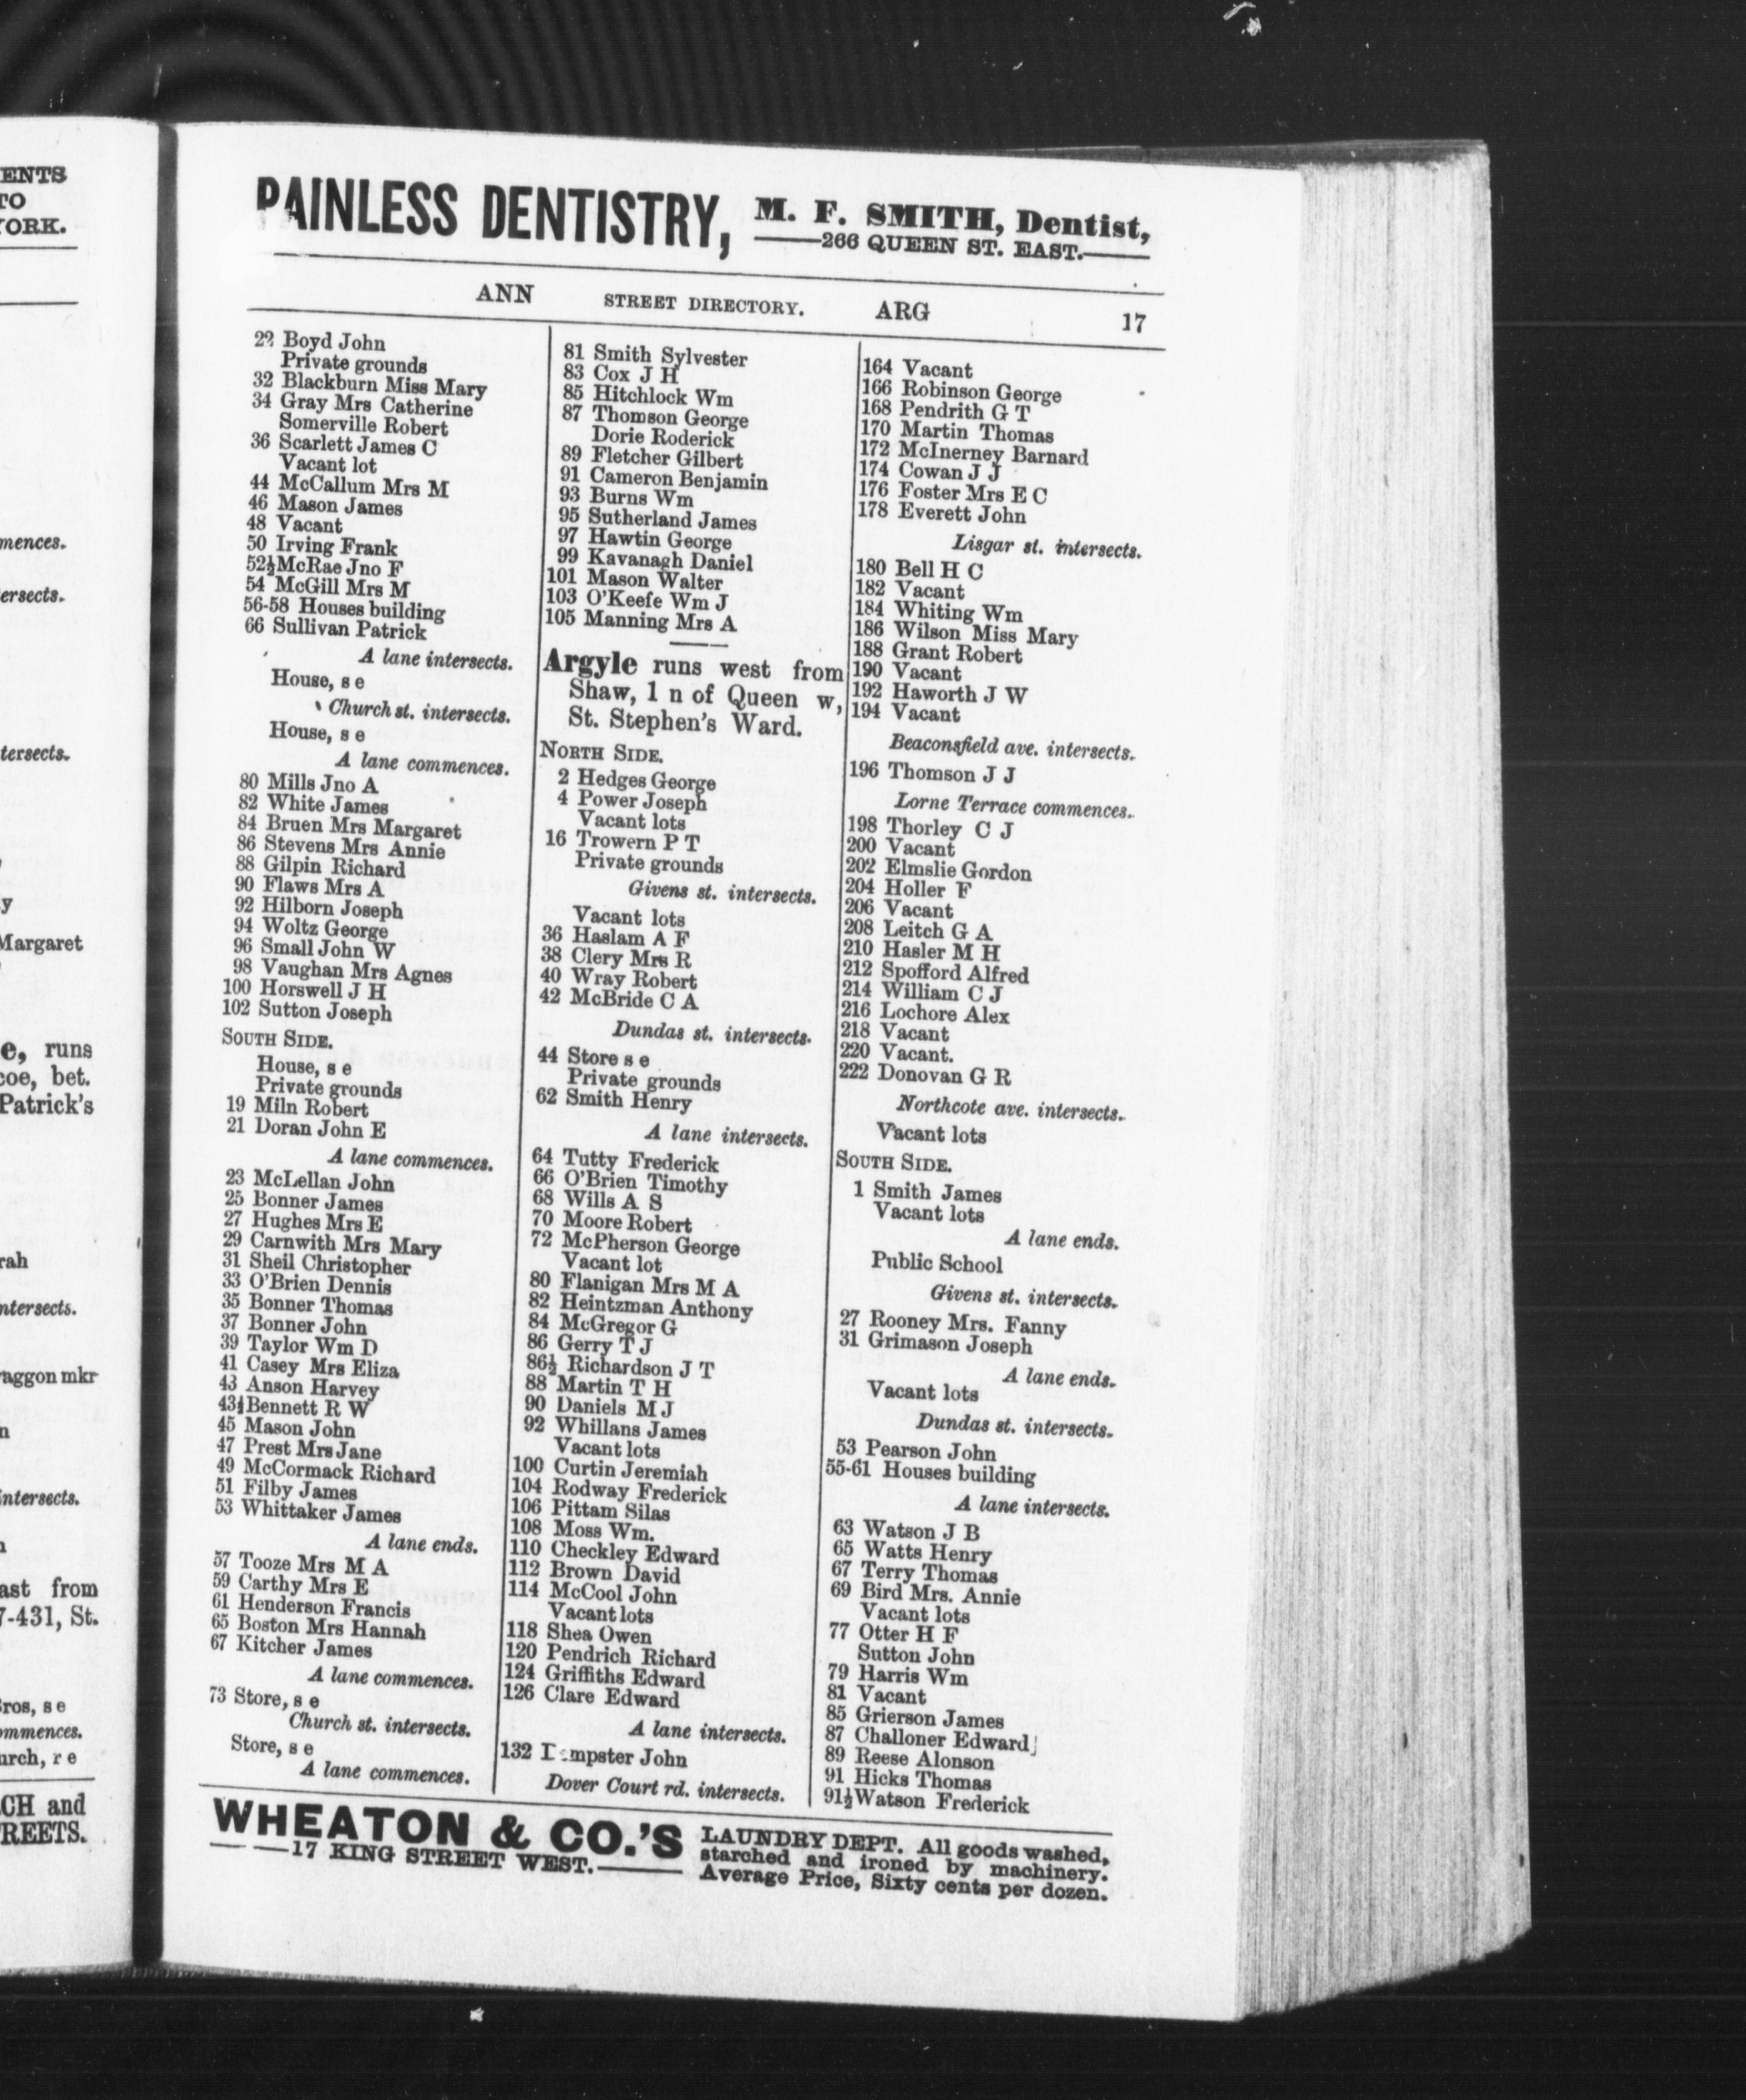 ENTS
TO
YORK.
mences.
ersects.
tersects.
y
Margaret
e, runs
coe, bet.
Patrick's
rah
ntersects.
aggon mkr
n
intersects.
ast from
7-431, St.
Bros, s e
ommences.
urch, r e
CH and
REETS.
PAINLESS DENTISTRY, M. F. SMITH, Dentist,
266 QUEEN ST. EAST.
ANN STREET DIRECTORY. ARG 17
22 Boyd John
Private grounds
32 Blackburn Miss Mary
34 Gray Mrs Catherine
Somerville Robert
36 Scarlett James C
Vacant lot
44 McCallum Mrs M
46 Mason James
48 Vacant
50 Irving Frank
52½ McRae Jno F
54 McGill Mrs M
56-58 Houses building
66 Sullivan Patrick
A lane intersects.
House, s e
Church st. intersects.
House, s e
A lane commences.
80 Mills Jno A
82 White James
84 Bruen Mrs Margaret
86 Stevens Mrs Annie
88 Gilpin Richard
90 Flaws Mrs A
92 Hilborn Joseph
94 Woltz George
96 Small John W
98 Vaughan Mrs Agnes
100 Horswell J H
102 Sutton Joseph
SOUTH SIDE.
House, s e
Private grounds
19 Miln Robert
21 Doran John E
A lane commences.
23 McLellan John
25 Bonner James
27 Hughes Mrs E
29 Carnwith Mrs Mary
31 Sheil Christopher
33 O'Brien Dennis
35 Bonner Thomas
37 Bonner John
39 Taylor Wm D
41 Casey Mrs Eliza
43 Anson Harvey
43½ Bennett R W
45 Mason John
47 Prest Mrs Jane
49 McCormack Richard
51 Filby James
53 Whittaker James
A lane ends.
57 Tooze Mrs M A
59 Carthy Mrs E
61 Henderson Francis
65 Boston Mrs Hannah
67 Kitcher James
A lane commences.
73 Store, s e
Church st. intersects.
Store, s e
A lane commences.
81 Smith Sylvester
83 Cox J H
85 Hitchlock Wm
87 Thomson George
Dorie Roderick
89 Fletcher Gilbert
91 Cameron Benjamin
93 Burns Wm
95 Sutherland James
97 Hawtin George
99 Kavanagh Daniel
101 Mason Walter
103 O'Keefe Wm J
105 Manning Mrs A
Argyle runs west from
Shaw, 1 n of Queen w,
St. Stephen's Ward.
NORTH SIDE.
2 Hedges George
4 Power Joseph
Vacant lots
16 Trowern P T
Private grounds
Givens st. intersects.
Vacant lots
36 Haslam A F
38 Clery Mrs R
40 Wray Robert
42 McBride C A
Dundas st. intersects.
44 Store s e
Private grounds
62 Smith Henry
A lane intersects.
64 Tutty Frederick
66 O'Brien Timothy
68 Wills A S
70 Moore Robert
72 McPherson George
Vacant lot
80 Flanigan Mrs M A
82 Heintzman Anthony
84 McGregor G
86 Gerry T J
86½ Richardson J T
88 Martin T H
90 Daniels M J
92 Whillans James
Vacant lots
100 Curtin Jeremiah
104 Rodway Frederick
106 Pittam Silas
108 Moss Wm.
110 Checkley Edward
112 Brown David
114 McCool John
Vacant lots
118 Shea Owen
120 Pendrich Richard
124 Griffiths Edward
126 Clare Edward
A lane intersects.
132 Dempster John
Dover Court rd. intersects.
164 Vacant
166 Robinson George
168 Pendrith G T
170 Martin Thomas
172 McInerney Barnard
174 Cowan J J
176 Foster Mrs E C
178 Everett John
Lisgar st. intersects.
180 Bell H C
182 Vacant
184 Whiting Wm
186 Wilson Miss Mary
188 Grant Robert
190 Vacant
192 Haworth J W
194 Vacant
Beaconsfield ave. intersects.
196 Thomson J J
Lorne Terrace commences.
198 Thorley C J
200 Vacant
202 Elmslie Gordon
204 Holler F
206 Vacant
208 Leitch G A
210 Hasler M H
212 Spofford Alfred
214 William C J
216 Lochore Alex
218 Vacant
220 Vacant.
222 Donovan G R
Northcote ave. intersects.
Vacant lots
SOUTH SIDE.
1 Smith James
Vacant lots
A lane ends.
Public School
Givens st. intersects.
27 Rooney Mrs. Fanny
31 Grimason Joseph
A lane ends.
Vacant lots
Dundas st. intersects.
53 Pearson John
55-61 Houses building
A lane intersects.
63 Watson J B
65 Watts Henry
67 Terry Thomas
69 Bird Mrs. Annie
Vacant lots
77 Otter H F
Sutton John
79 Harris Wm
81 Vacant
85 Grierson James
87 Challoner Edward
89 Reese Alonson
91 Hicks Thomas
91½ Watson Frederick
WHEATON & CO.'S
17 KING STREET WEST.
LAUNDRY DEPT. All goods washed,
starched and ironed by machinery.
Average Price, Sixty cents per dozen.